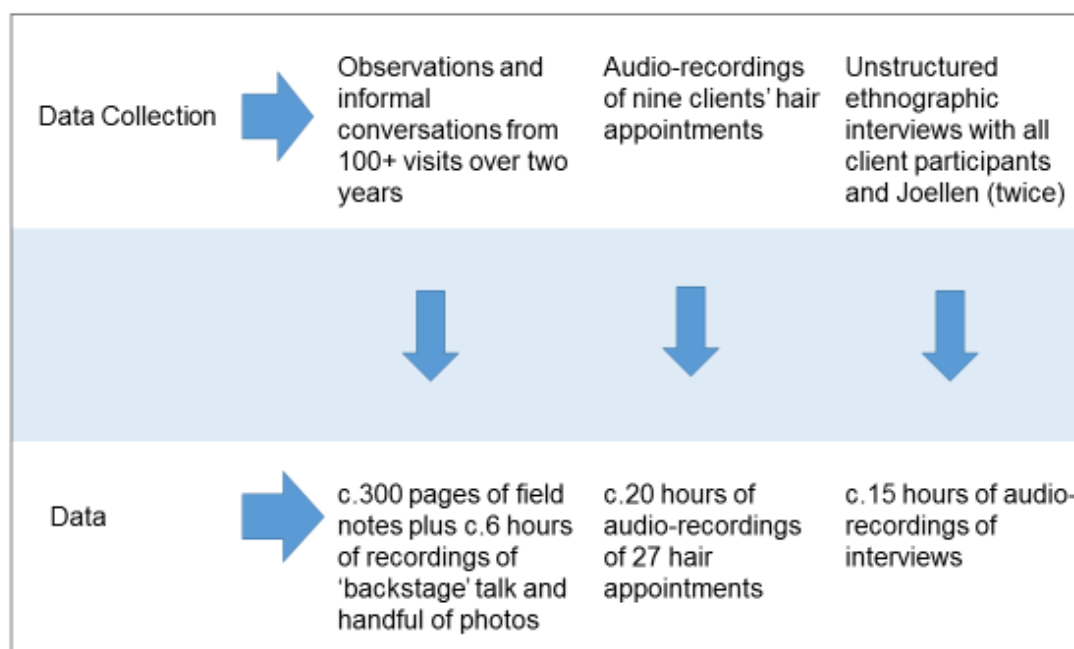 Data Collection
Observations and
informal
conversations from
100+ visits over two
years
Audio-recordings
of nine clients' hair
appointments
Unstructured
ethnographic
interviews with all
client participants
and Joellen (twice)
Data
c.300 pages of field
notes plus c.6 hours
of recordings of
‘backstage’ talk and
handful of photos
c.20 hours of
audio-recordings
of 27 hair
appointments
c.15 hours of audio-
recordings of
interviews